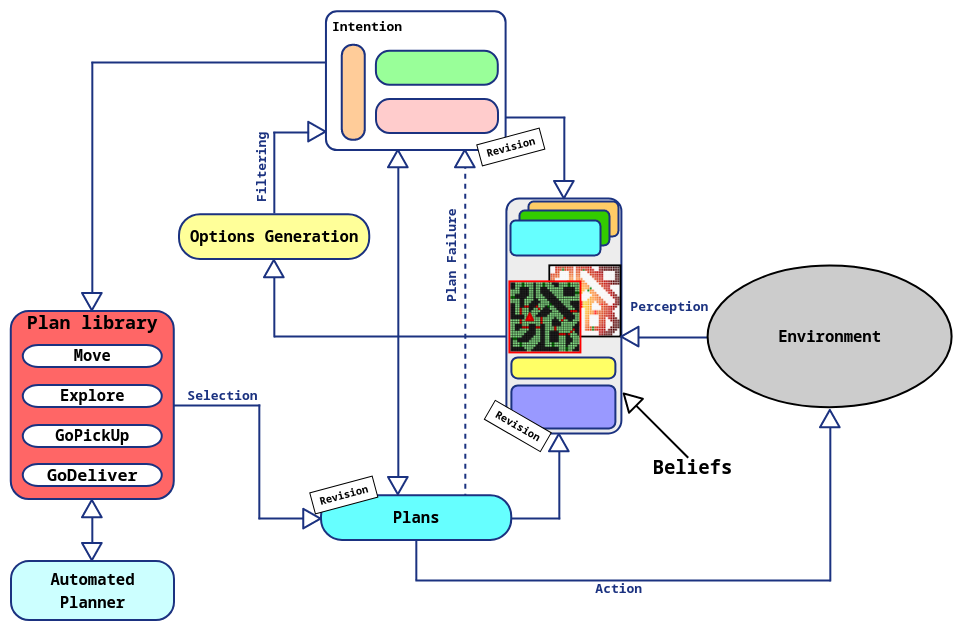 Intention
Revision
Filtering
Options Generation
Plan Failure
Perception
Environment
Plan library
Move
Explore
GoPickUp
GoDeliver
Selection
Revision
Beliefs
Revision
Plans
Automated
Planner
Action